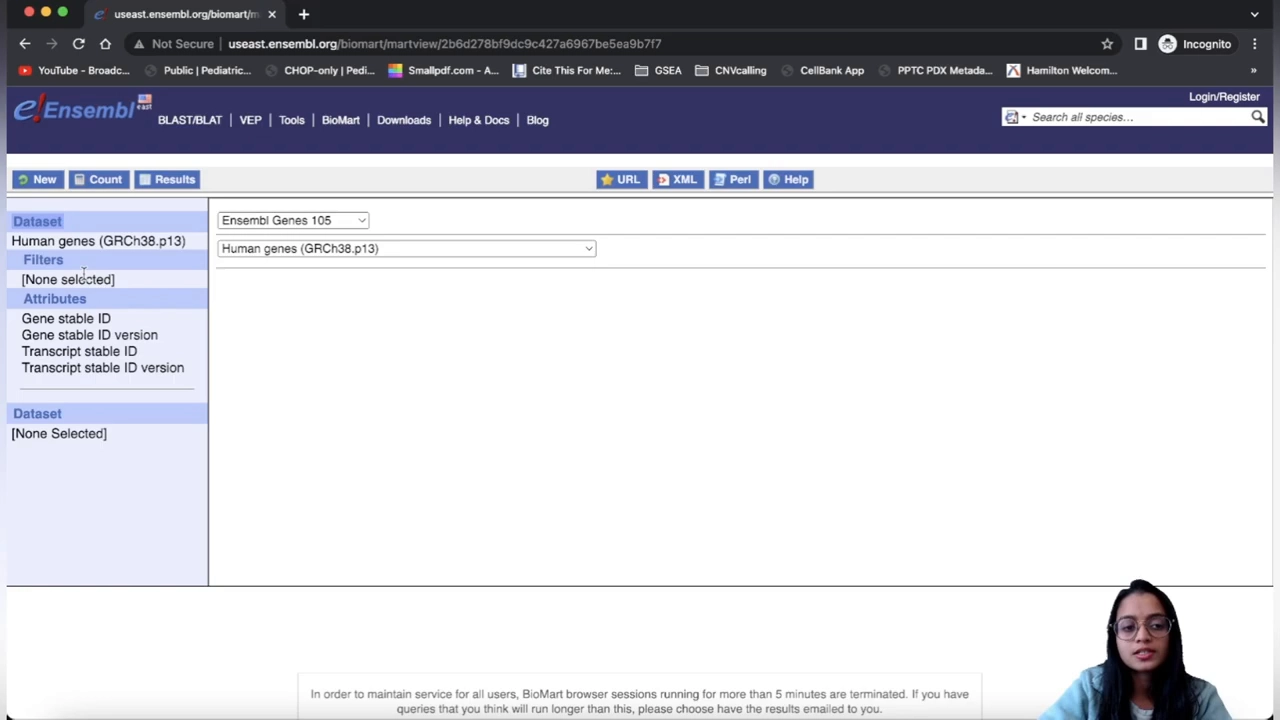 useast.ensembl.org/biomart/m
Not Secure useast.ensembl.org/biomart/martview/2b6d278bf9dc9c427a6967be5ea9b7f7 Incognito
YouTube - Broadc... Public | Pediatric... CHOP-only | Pedi... Smallpdf.com - A... Cite This For Me:... GSEA CNVcalling CellBank App PPTC PDX Metada... Hamilton Welcom... »
Login/Register
e!Ensembl east BLAST/BLAT | VEP | Tools | BioMart | Downloads | Help & Docs | Blog Search all species...
New Count Results URL XML Perl Help
Dataset
Human genes (GRCh38.p13)
Filters
[None selected]
Attributes
Gene stable ID
Gene stable ID version
Transcript stable ID
Transcript stable ID version
Dataset
[None Selected]
Ensembl Genes 105
Human genes (GRCh38.p13)
In order to maintain service for all users, BioMart browser sessions running for more than 5 minutes are terminated. If you have
queries that you think will run longer than this, please choose have the results emailed to you.